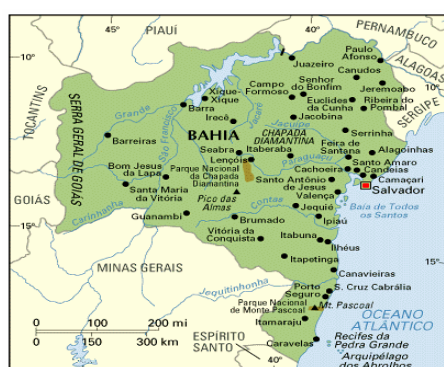 PIAUÍ
PERNAMBUCO
ALAGOAS
SERGIPE
TOCANTINS
GOIÁS
MINAS GERAIS
ESPÍRITO
SANTO
45°
40°
10°
10°
15°
15°
40°
SERRA GERAL DE GOIÁS
BAHIA
CHAPADA
DIAMANTINA
Juazeiro
Paulo
Afonso
Canudos
Jeremoabo
Senhor
do Bonfim
Campo
Formoso
Euclides
da Cunha
Ribeira do
Pombal
Xique-
Xique
Barra
Irecê
Jacobina
Jacuípe
Jacaré
Grande
São Francisco
Serrinha
Barreiras
Seabra
Itaberaba
Lençóis
Feira de
Santana
Alagoinhas
Paraguaçu
Santo Amaro
Cachoeira
Candeias
Camaçari
Salvador
Bom Jesus
da Lapa
Parque Nacional
da Chapada
Diamantina
Santo António
de Jesus
Valença
Baía de Todos
os Santos
Santa Maria
da Vitória
Pico das
Almas
Contas
Jequié
Carinhanha
Guanambi
Brumado
Ipiaú
Vitória da
Conquista
Itabuna
Ilhéus
Itapetinga
Canavieiras
Jequitinhonha
Porto
Seguro
S. Cruz Cabrália
Parque Nacional
de Monte Pascoal
Mt. Pascoal
Itamaraju
OCEANO
ATLÂNTICO
Caravelas
Recifes da
Pedra Grande
Arquipélago
dos Abrolhos
0 100 200 mi
0 150 300 km